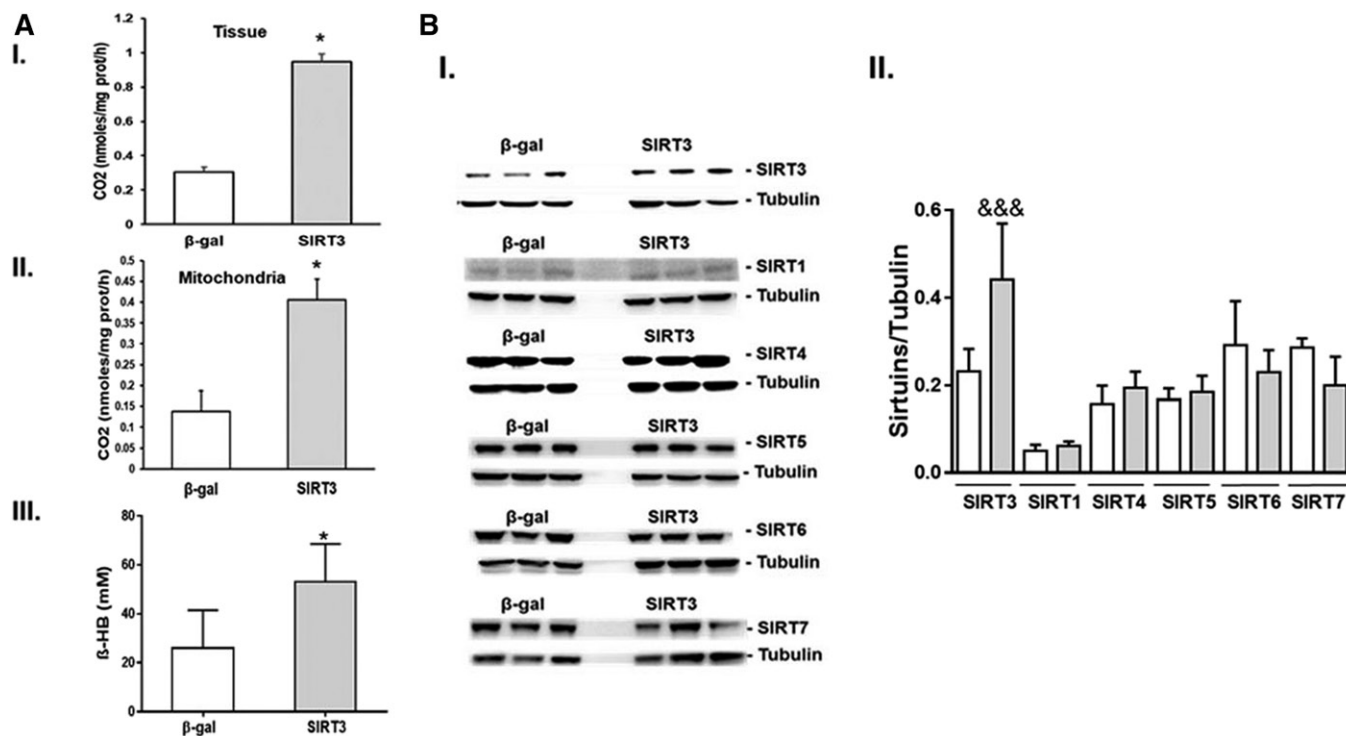 A
I.
Tissue
*
CO2 (nmoles/mg prot/h)
1.2
1
0.8
0.6
0.4
0.2
0
β-gal SIRT3
II.
Mitochondria
*
CO2 (nmoles/mg prot/h)
0.5
0.45
0.4
0.35
0.3
0.25
0.2
0.15
0.1
0.05
0
β-gal SIRT3
III.
*
ß-HB (mM)
80
60
40
20
0
β-gal SIRT3
B
I.
β-gal SIRT3
- SIRT3
- Tubulin
β-gal SIRT3
- SIRT1
- Tubulin
β-gal SIRT3
- SIRT4
- Tubulin
β-gal SIRT3
- SIRT5
- Tubulin
β-gal SIRT3
- SIRT6
- Tubulin
β-gal SIRT3
- SIRT7
- Tubulin
II.
Sirtuins/Tubulin
0.6
0.4
0.2
0.0
&&&
SIRT3 SIRT1 SIRT4 SIRT5 SIRT6 SIRT7